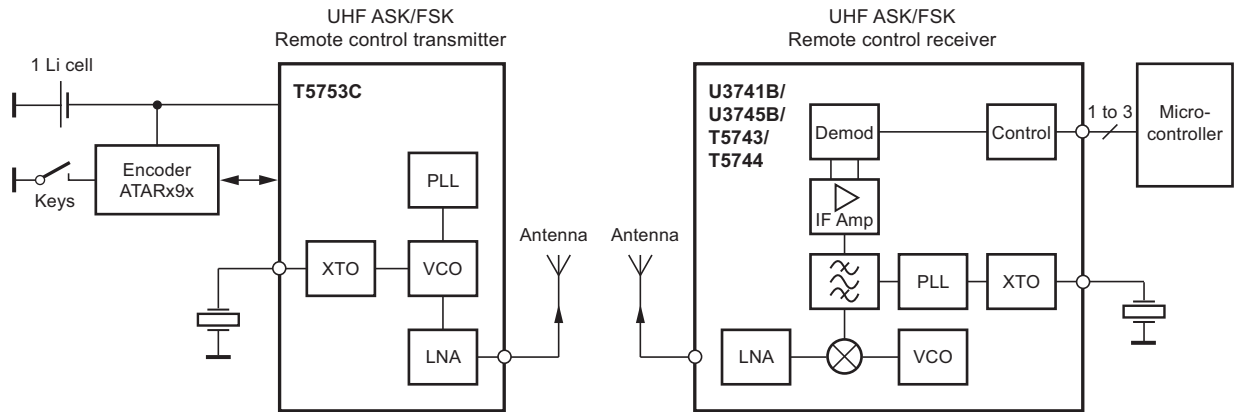 UHF ASK/FSK
Remote control transmitter
1 Li cell
T5753C
Encoder
ATARx9x
Keys
PLL
XTO
VCO
LNA
Antenna
UHF ASK/FSK
Remote control receiver
Antenna
U3741B/
U3745B/
T5743/
T5744
Demod
Control
1 to 3
Micro-
controller
IF Amp
PLL
XTO
LNA
VCO